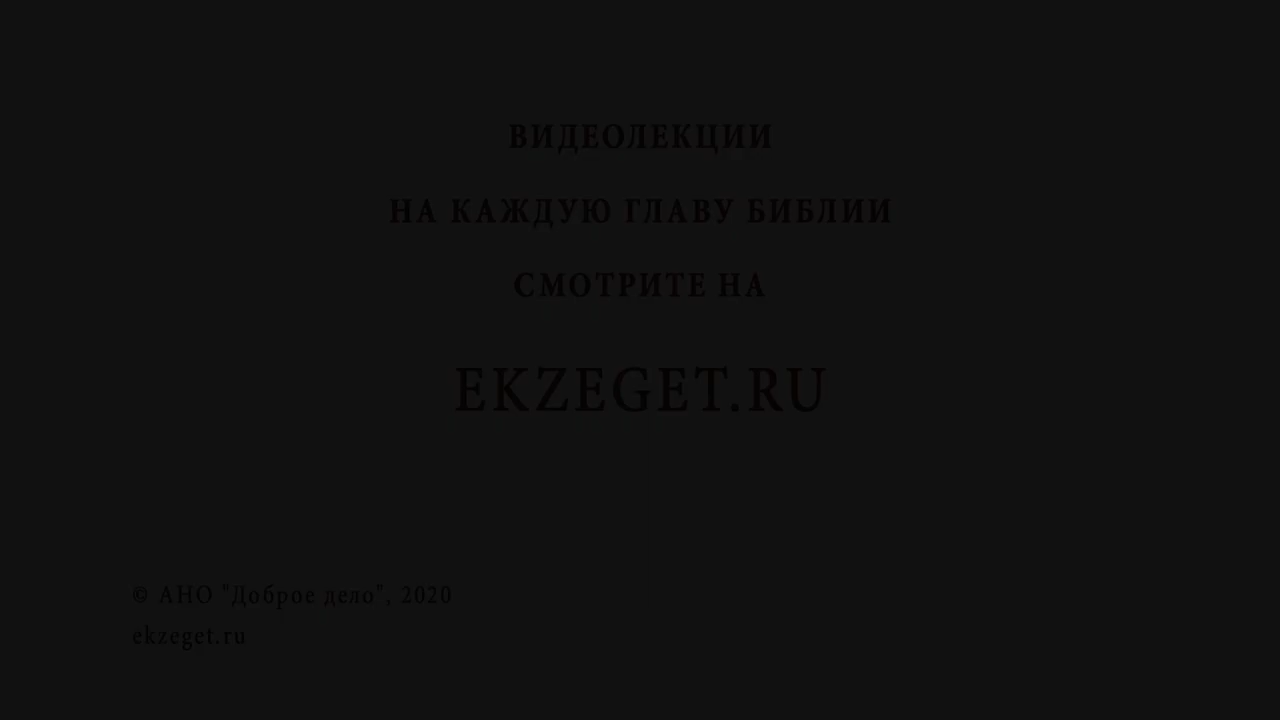 ВИДЕОЛЕКЦИИ
НА КАЖДУЮ ГЛАВУ БИБЛИИ
СМОТРИТЕ НА
EKZEGET.RU
© АНО "Доброе дело", 2020
ekzeget.ru